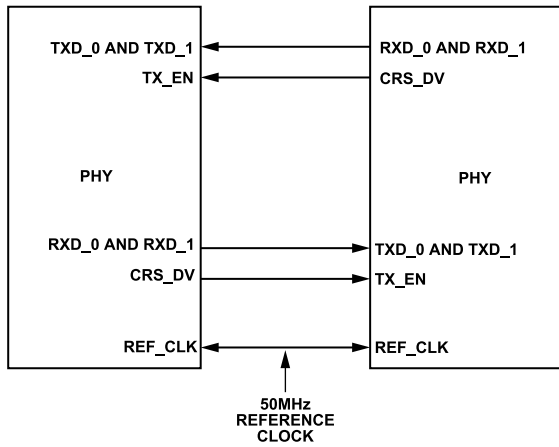 TXD_0 AND TXD_1
TX_EN
PHY
RXD_0 AND RXD_1
CRS_DV
REF_CLK
RXD_0 AND RXD_1
CRS_DV
PHY
TXD_0 AND TXD_1
TX_EN
REF_CLK
50MHz
REFERENCE
CLOCK